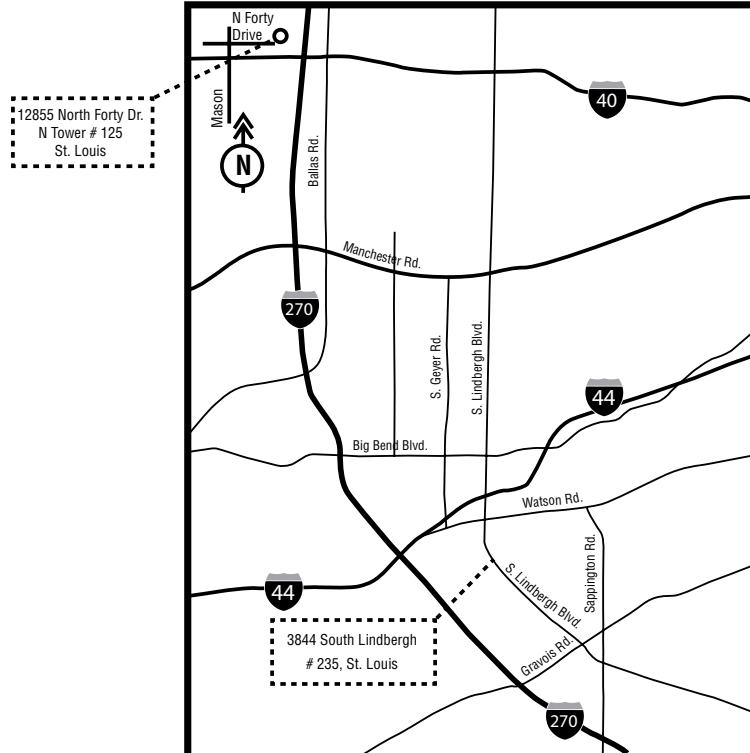 N Forty
Drive
12855 North Forty Dr.
N Tower # 125
St. Louis
Mason
N
40
Ballas Rd.
Manchester Rd.
270
S. Geyer Rd.
S. Lindbergh Blvd.
44
Big Bend Blvd.
Watson Rd.
44
S. Lindbergh Blvd.
Sappington Rd.
3844 South Lindbergh
# 235, St. Louis
Gravois Rd.
270